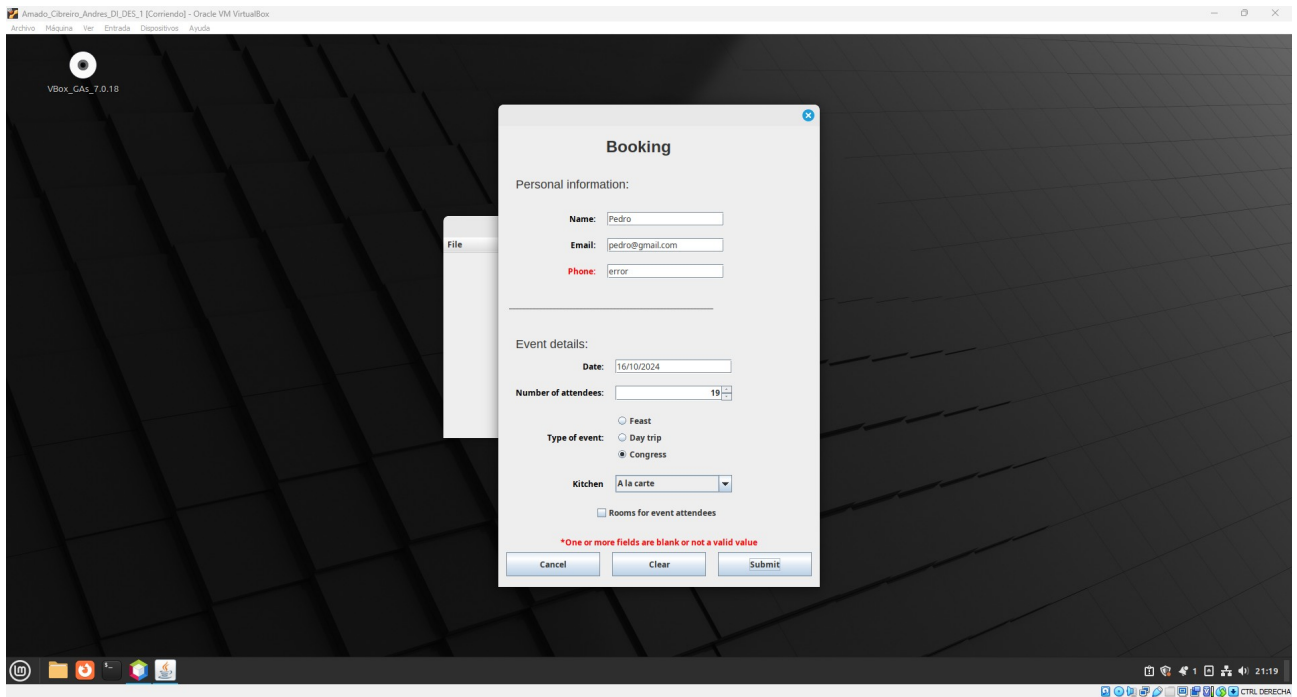 Amado_Cibreiro_Andres_DI_DES_1 [Corriendo] - Oracle VM VirtualBox
Archivo Máquina Ver Entrada Dispositivos Ayuda
VBox_GAs_7.0.18
Booking
Personal information:
Name: Pedro
File
Email: pedro@gmail.com
Phone: error
Event details:
Date: 16/10/2024
Number of attendees: 19
Feast
Type of event: Day trip
Congress
Kitchen A la carte
Rooms for event attendees
*One or more fields are blank or not a valid value
Cancel Clear Submit
1 21:19
CTRL DERECHA